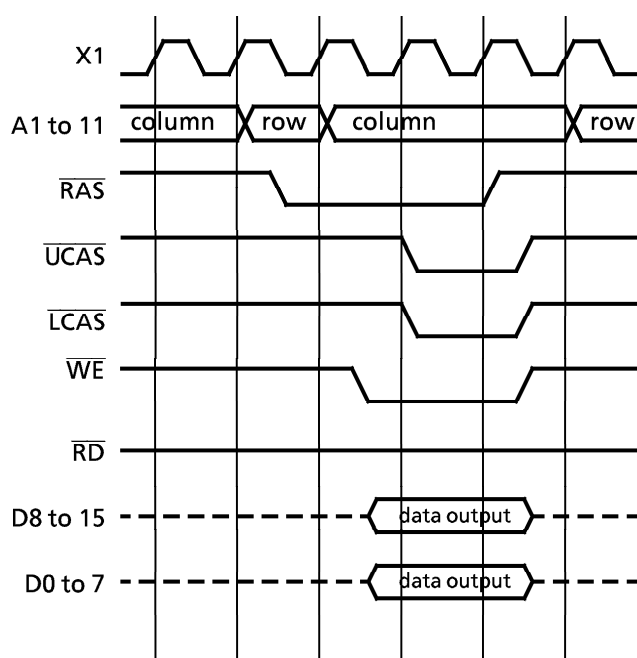 X1
A1 to 11 column row column row
RAS
UCAS
LCAS
WE
RD
D8 to 15 data output
D0 to 7 data output